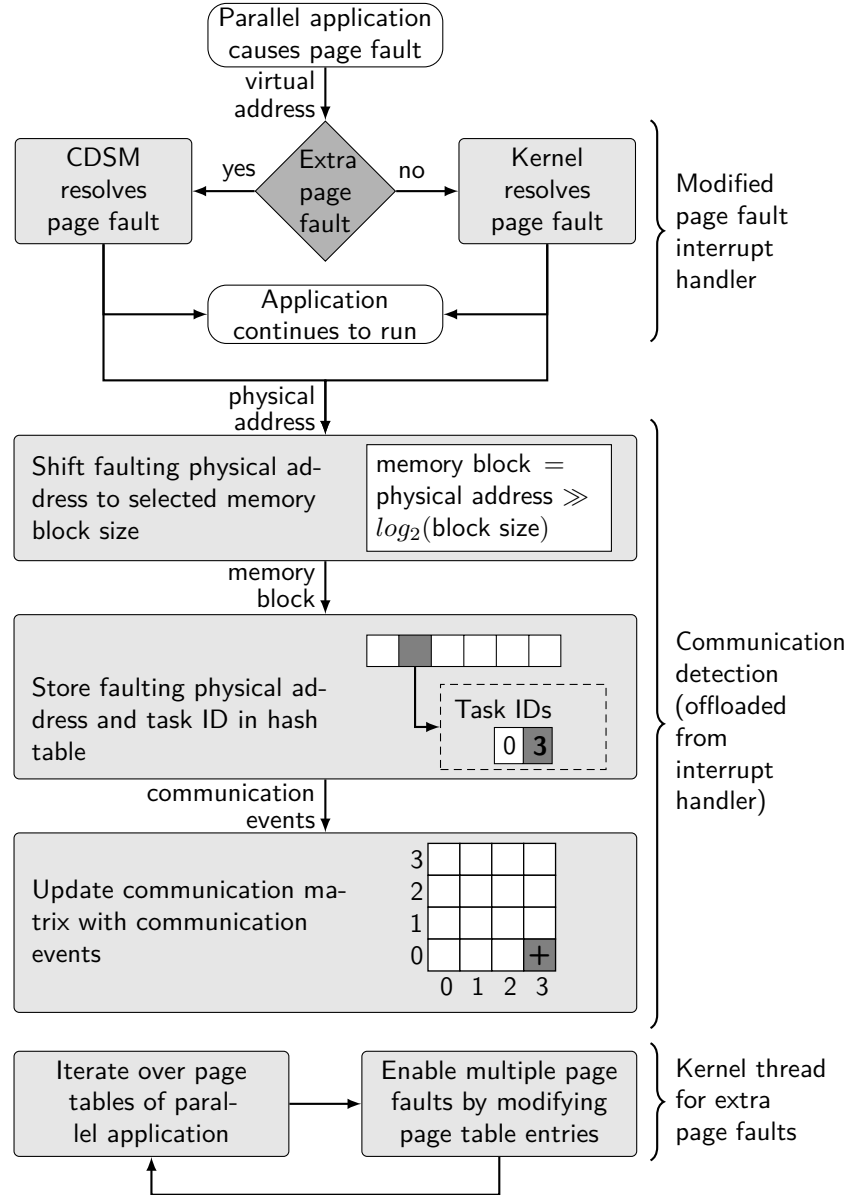 Parallel application
causes page fault
virtual
address
Extra
page
fault
yes
no
CDSM
resolves
page fault
Kernel
resolves
page fault
Modified
page fault
interrupt
handler
Application
continues to run
physical
address
Shift faulting physical ad-
dress to selected memory
block size
memory block =
physical address ≫
log₂(block size)
memory
block
Store faulting physical ad-
dress and task ID in hash
table
Task IDs
0 3
Communication
detection
(offloaded
from
interrupt
handler)
communication
events
Update communication ma-
trix with communication
events
3
2
1
0 +
0 1 2 3
Iterate over page
tables of paral-
lel application
Enable multiple page
faults by modifying
page table entries
Kernel thread
for extra
page faults